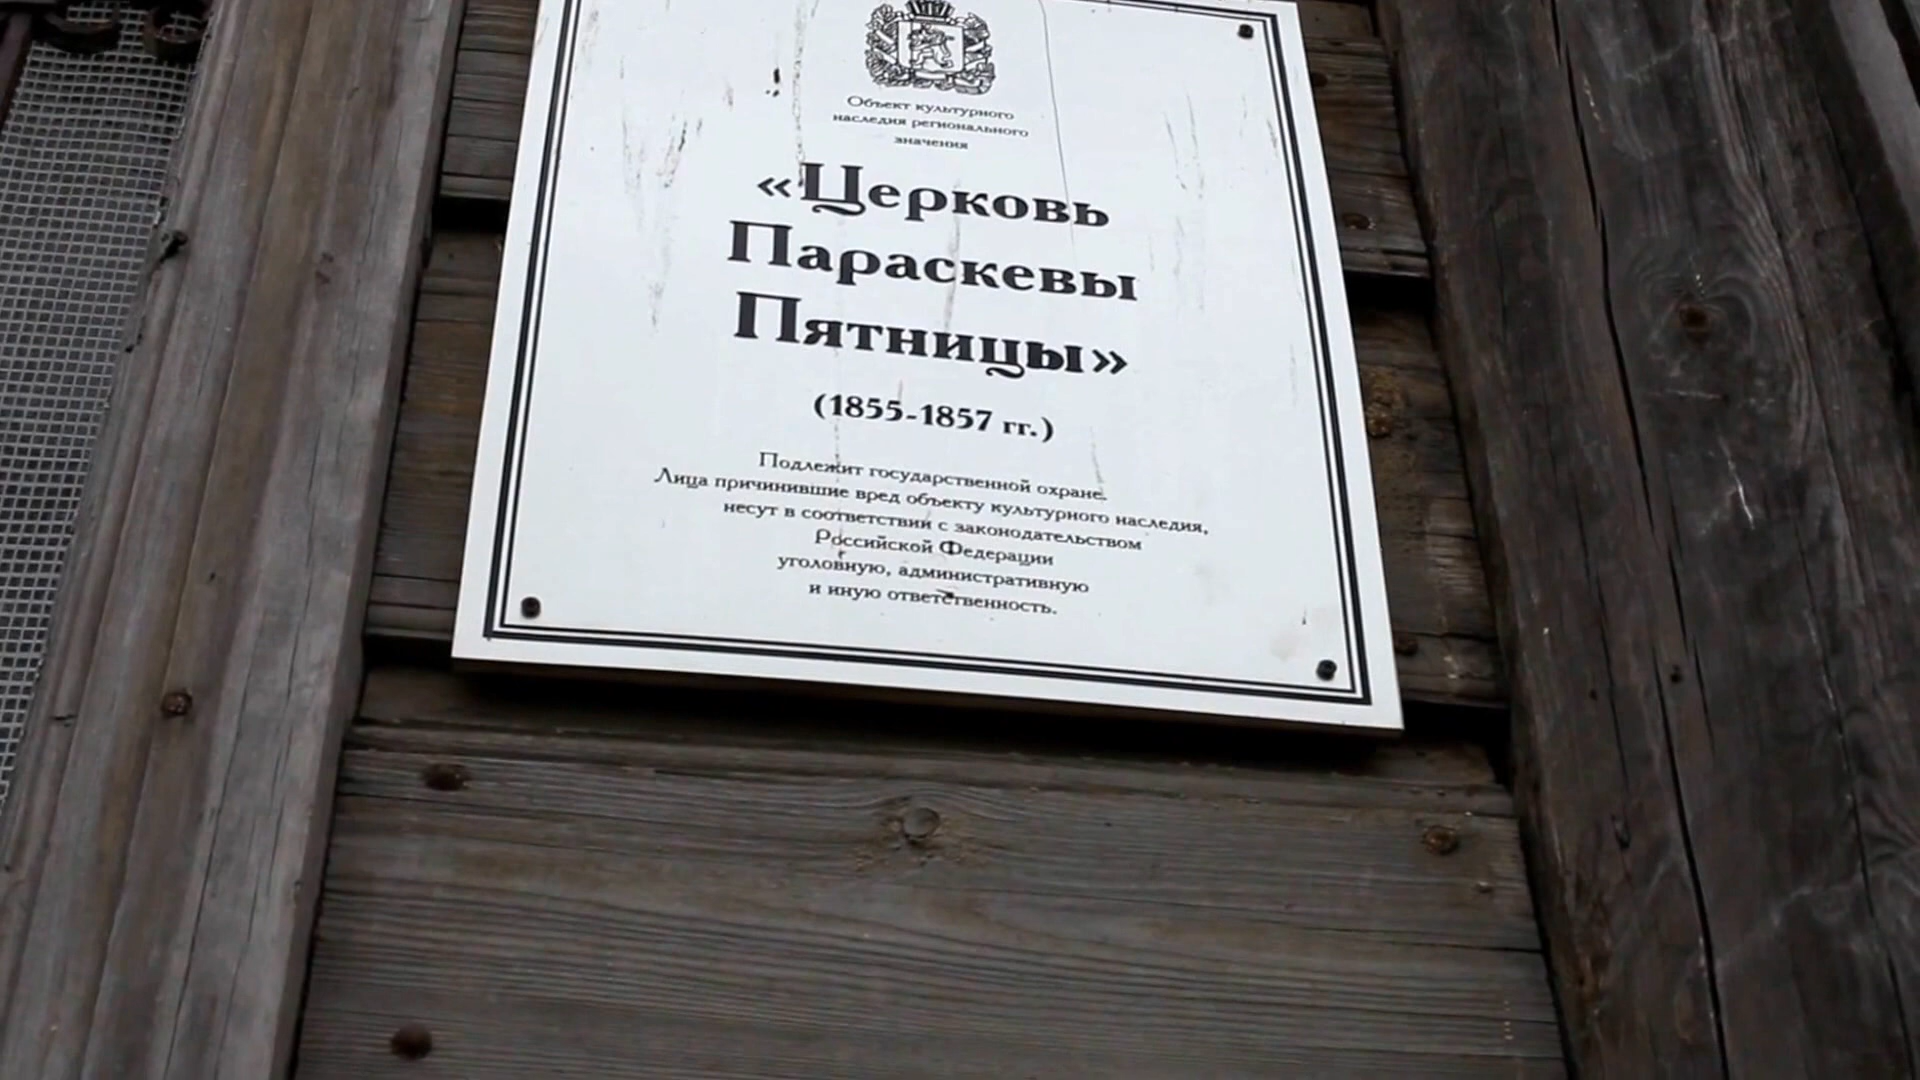 Объект культурного
наследия регионального
значения
«Церковь
Параскевы
Пятницы»
(1855-1857 гг.)
Подлежит государственной охране.
Лица причинившие вред объекту культурного наследия,
несут в соответствии с законодательством
Российской Федерации
уголовную, административную
и иную ответственность.